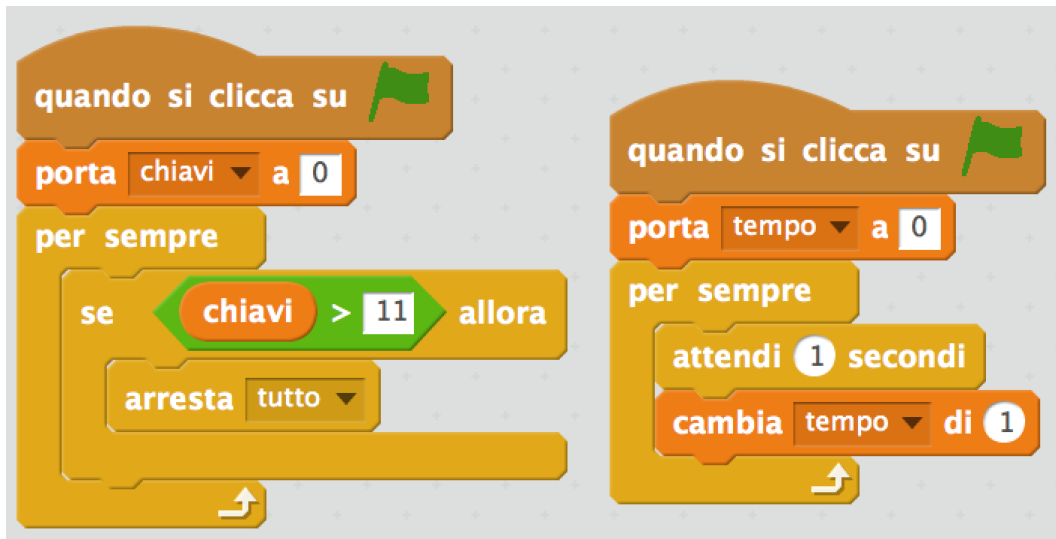 quando si clicca su
porta chiavi a 0
per sempre
se chiavi > 11 allora
arresta tutto
quando si clicca su
porta tempo a 0
per sempre
attendi 1 secondi
cambia tempo di 1